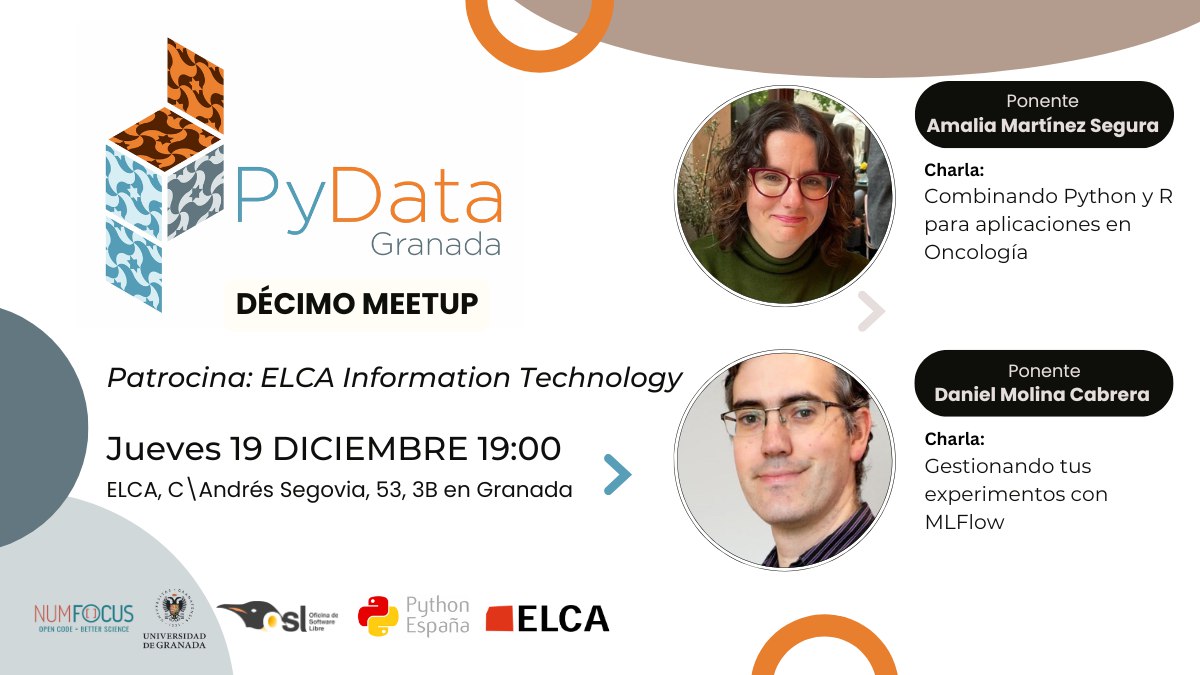 PyData
Granada
DÉCIMO MEETUP
Patrocina: ELCA Information Technology
Jueves 19 DICIEMBRE 19:00
ELCA, C\Andrés Segovia, 53, 3B en Granada
Ponente
Amalia Martínez Segura
Charla:
Combinando Python y R
para aplicaciones en
Oncología
Ponente
Daniel Molina Cabrera
Charla:
Gestionando tus
experimentos con
MLFlow
NUMFOCUS
OPEN CODE = BETTER SCIENCE
UNIVERSIDAD
DE GRANADA
osl
Oficina de
Software
Libre
Python
España
ELCA